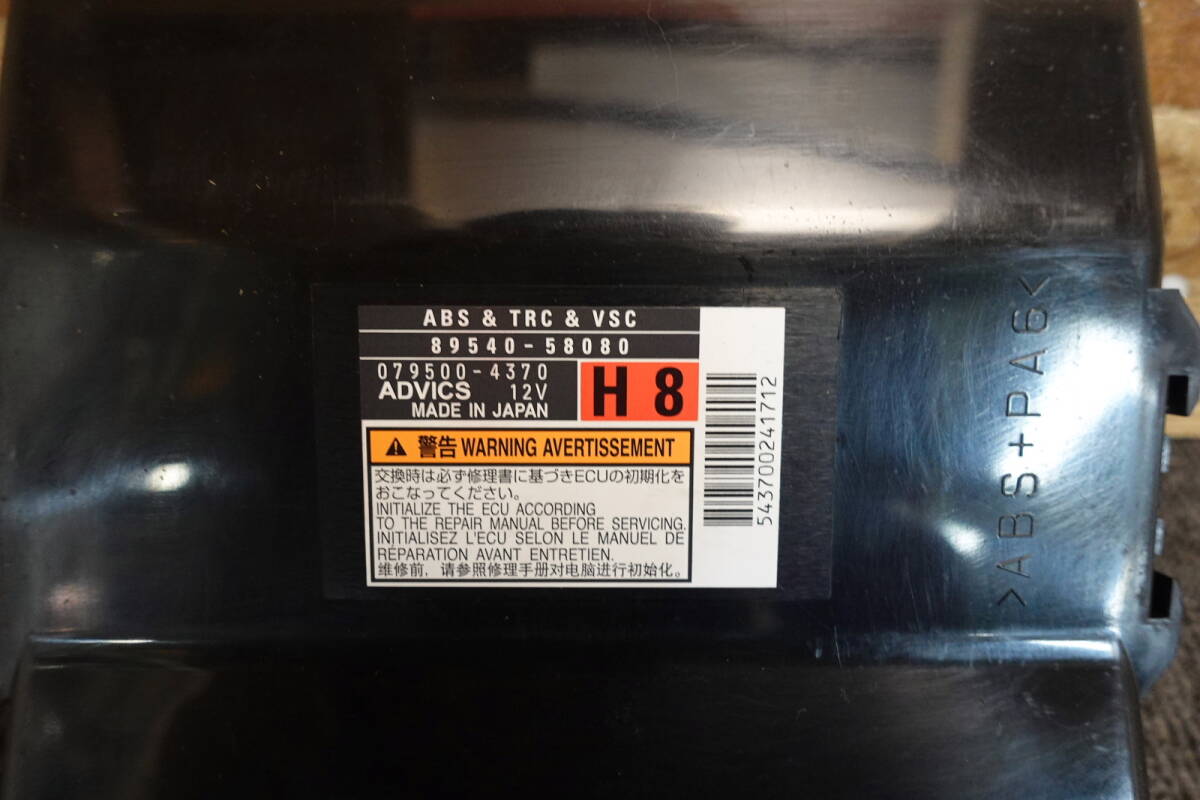 ABS & TRC & VSC
89540-58080
079500-4370
ADVICS 12V
MADE IN JAPAN
H 8
警告 WARNING AVERTISSEMENT
交換時は必ず修理書に基づきECUの初期化を
おこなってください。
INITIALIZE THE ECU ACCORDING
TO THE REPAIR MANUAL BEFORE SERVICING.
INITIALISEZ L'ECU SELON LE MANUEL DE
RÉPARATION AVANT ENTRETIEN.
维修前，请参照修理手册对电脑进行初始化。
543700241712
>ABS+PA6<